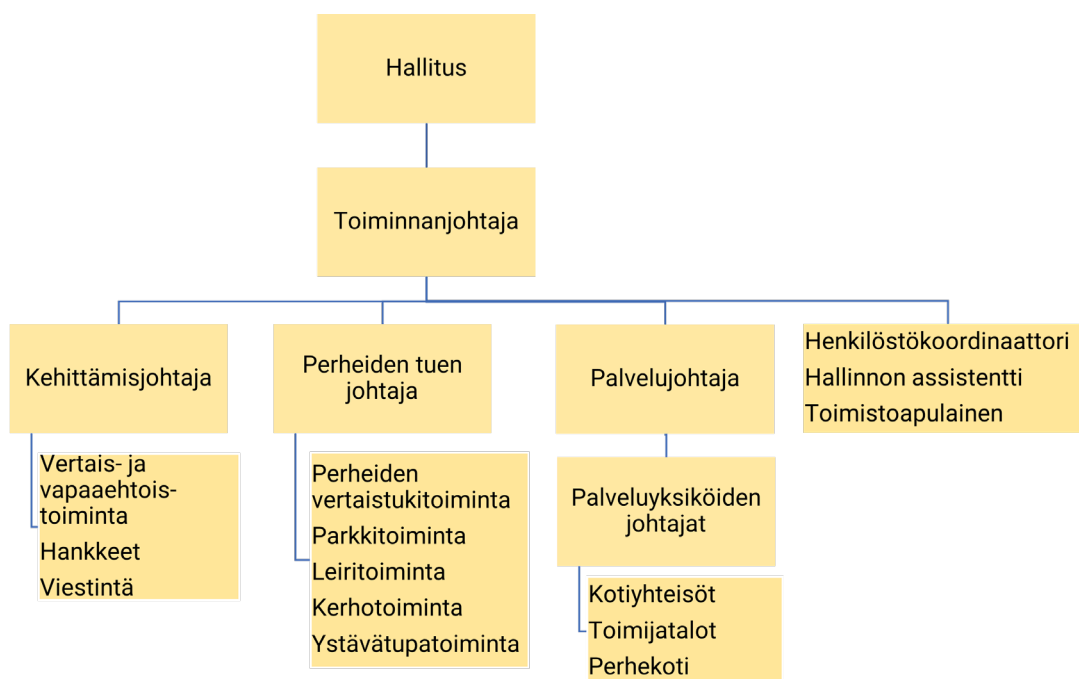 Hallitus
Toiminnanjohtaja
Kehittämisjohtaja
Vertais- ja
vapaaehtois-
toiminta
Hankkeet
Viestintä
Perheiden tuen
johtaja
Perheiden
vertaistukitoiminta
Parkkitoiminta
Leiritoiminta
Kerhotoiminta
Ystävätupatoiminta
Palvelujohtaja
Palveluyksiköiden
johtajat
Kotiyhteisöt
Toimijatalot
Perhekoti
Henkilöstökoordinaattori
Hallinnon assistentti
Toimistoapulainen